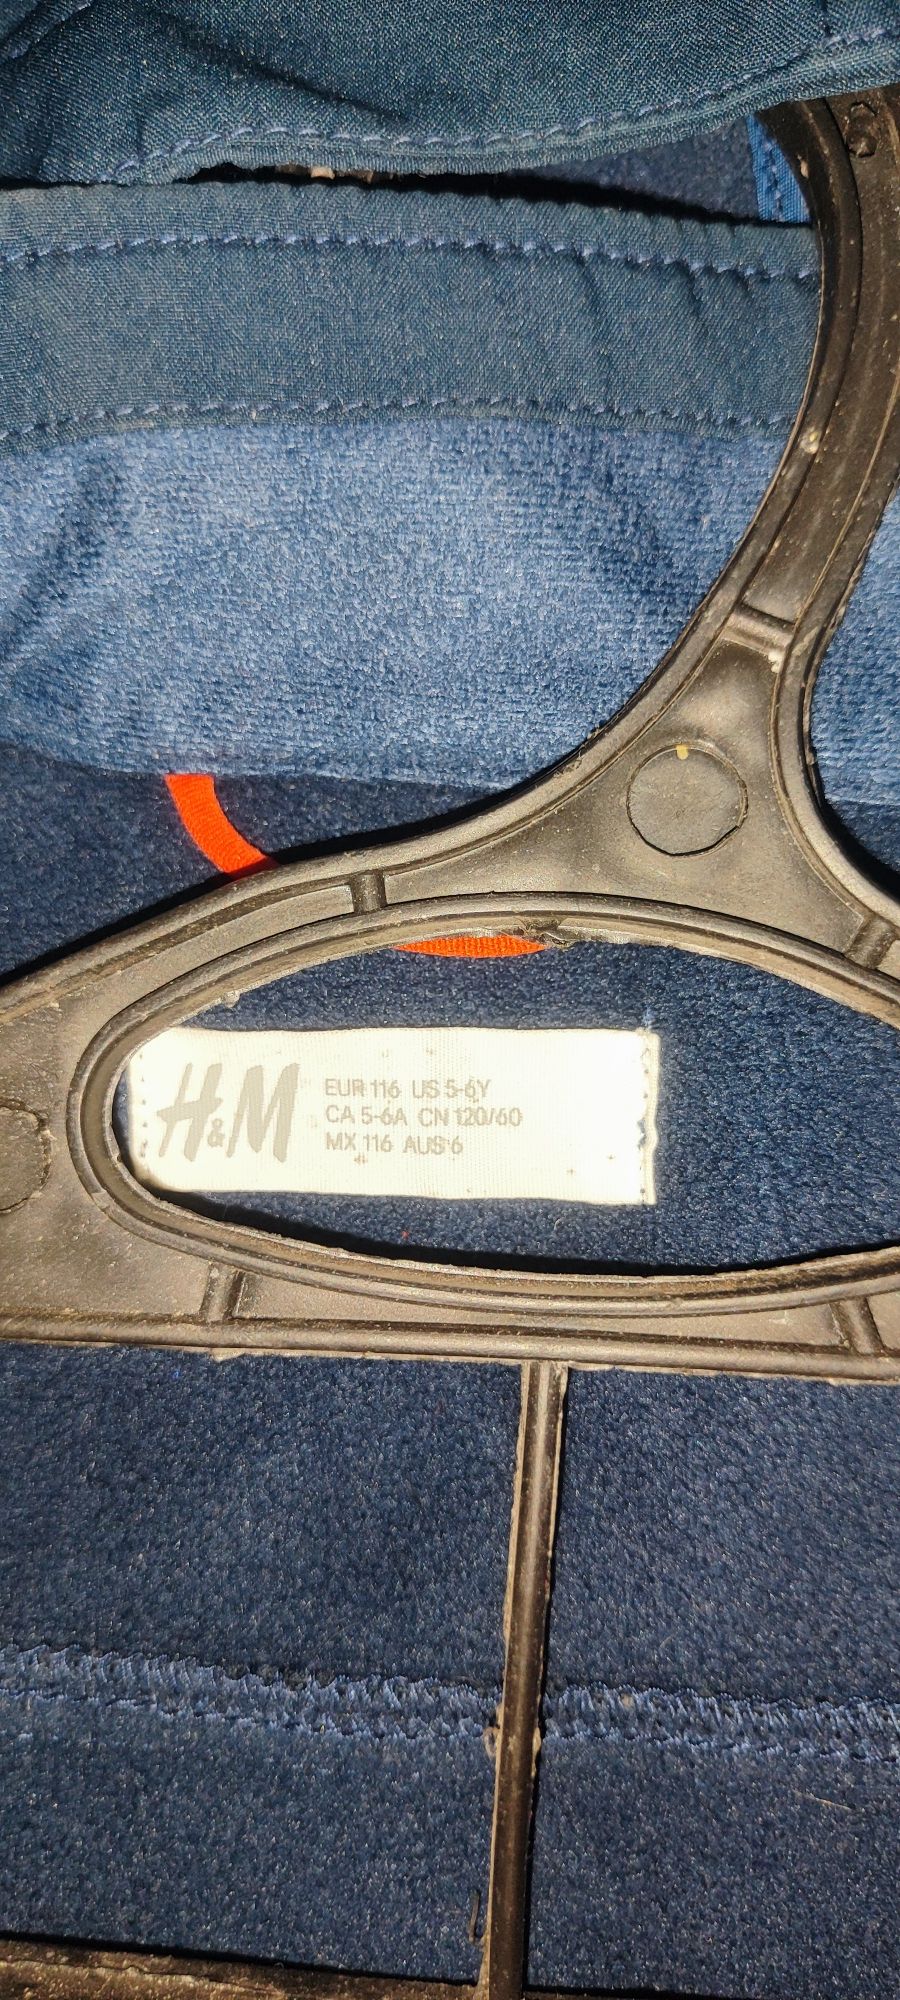 H&M
EUR 116 US 5-6Y
CA 5-6A CN 120/60
MX 116 AUS 6